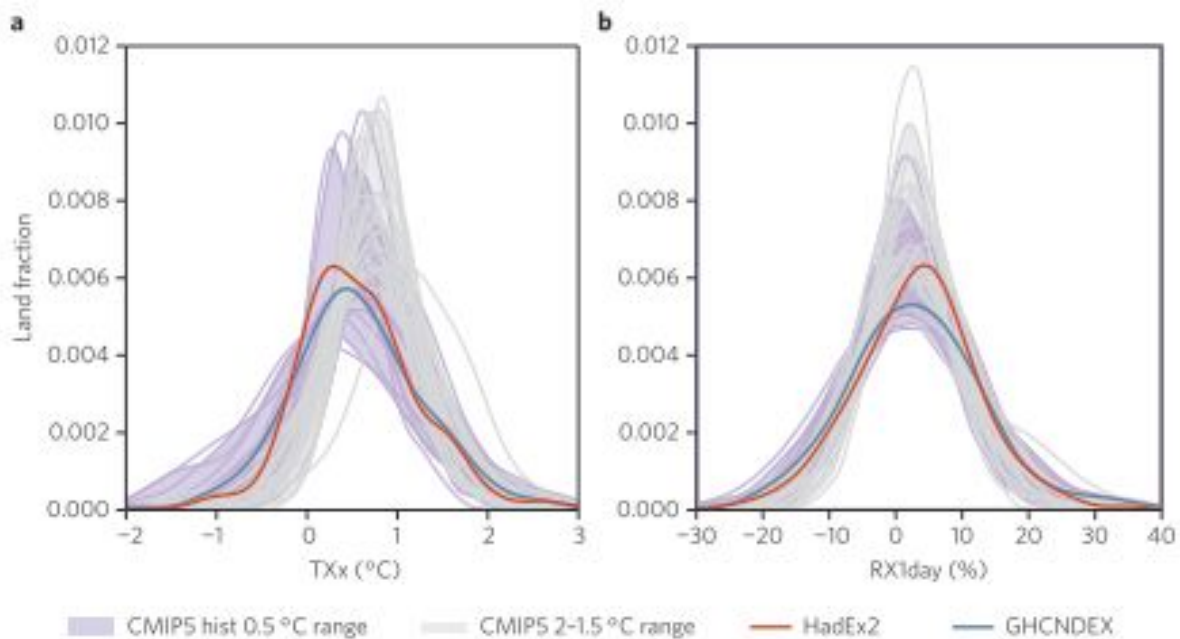 a
b
0.012
0.010
0.008
0.006
0.004
0.002
0.000
Land fraction
−2 −1 0 1 2 3
TXx (°C)
0.012
0.010
0.008
0.006
0.004
0.002
0.000
−30 −20 −10 0 10 20 30 40
RX1day (%)
CMIP5 hist 0.5 °C range
CMIP5 2-1.5 °C range
HadEx2
GHCNDEX